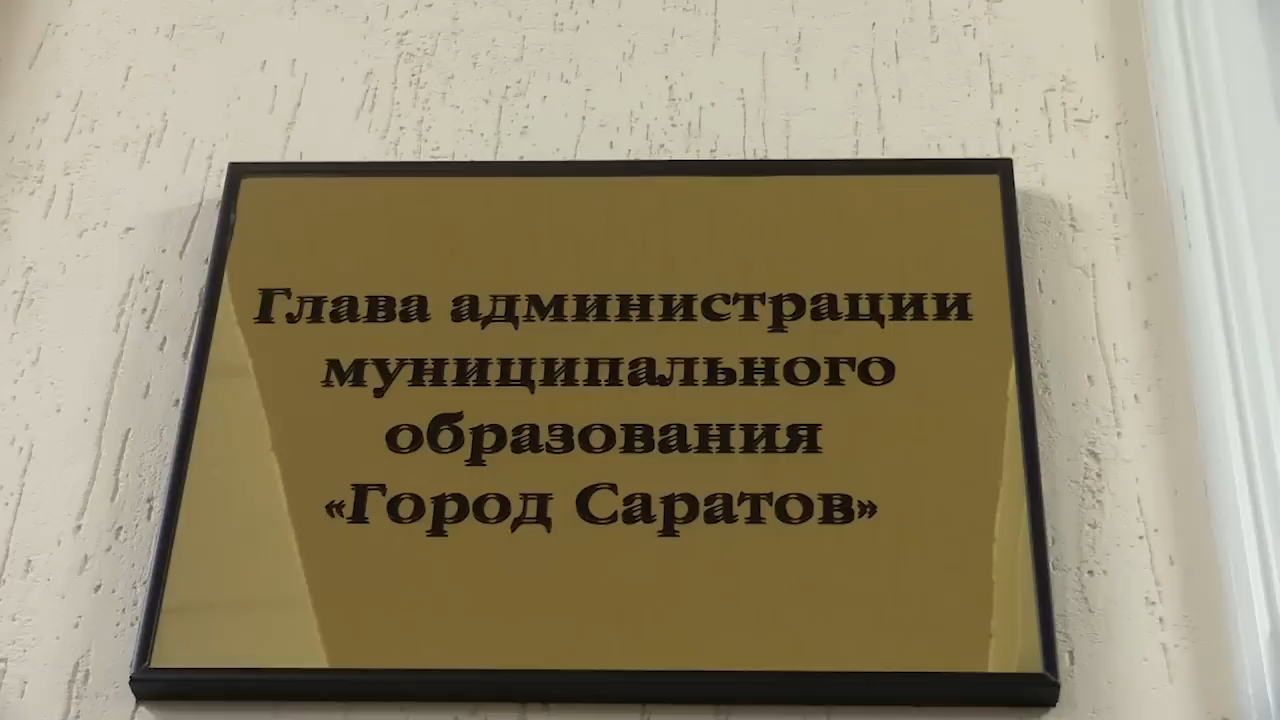 Глава администрации
муниципального
образования
«Город Саратов»